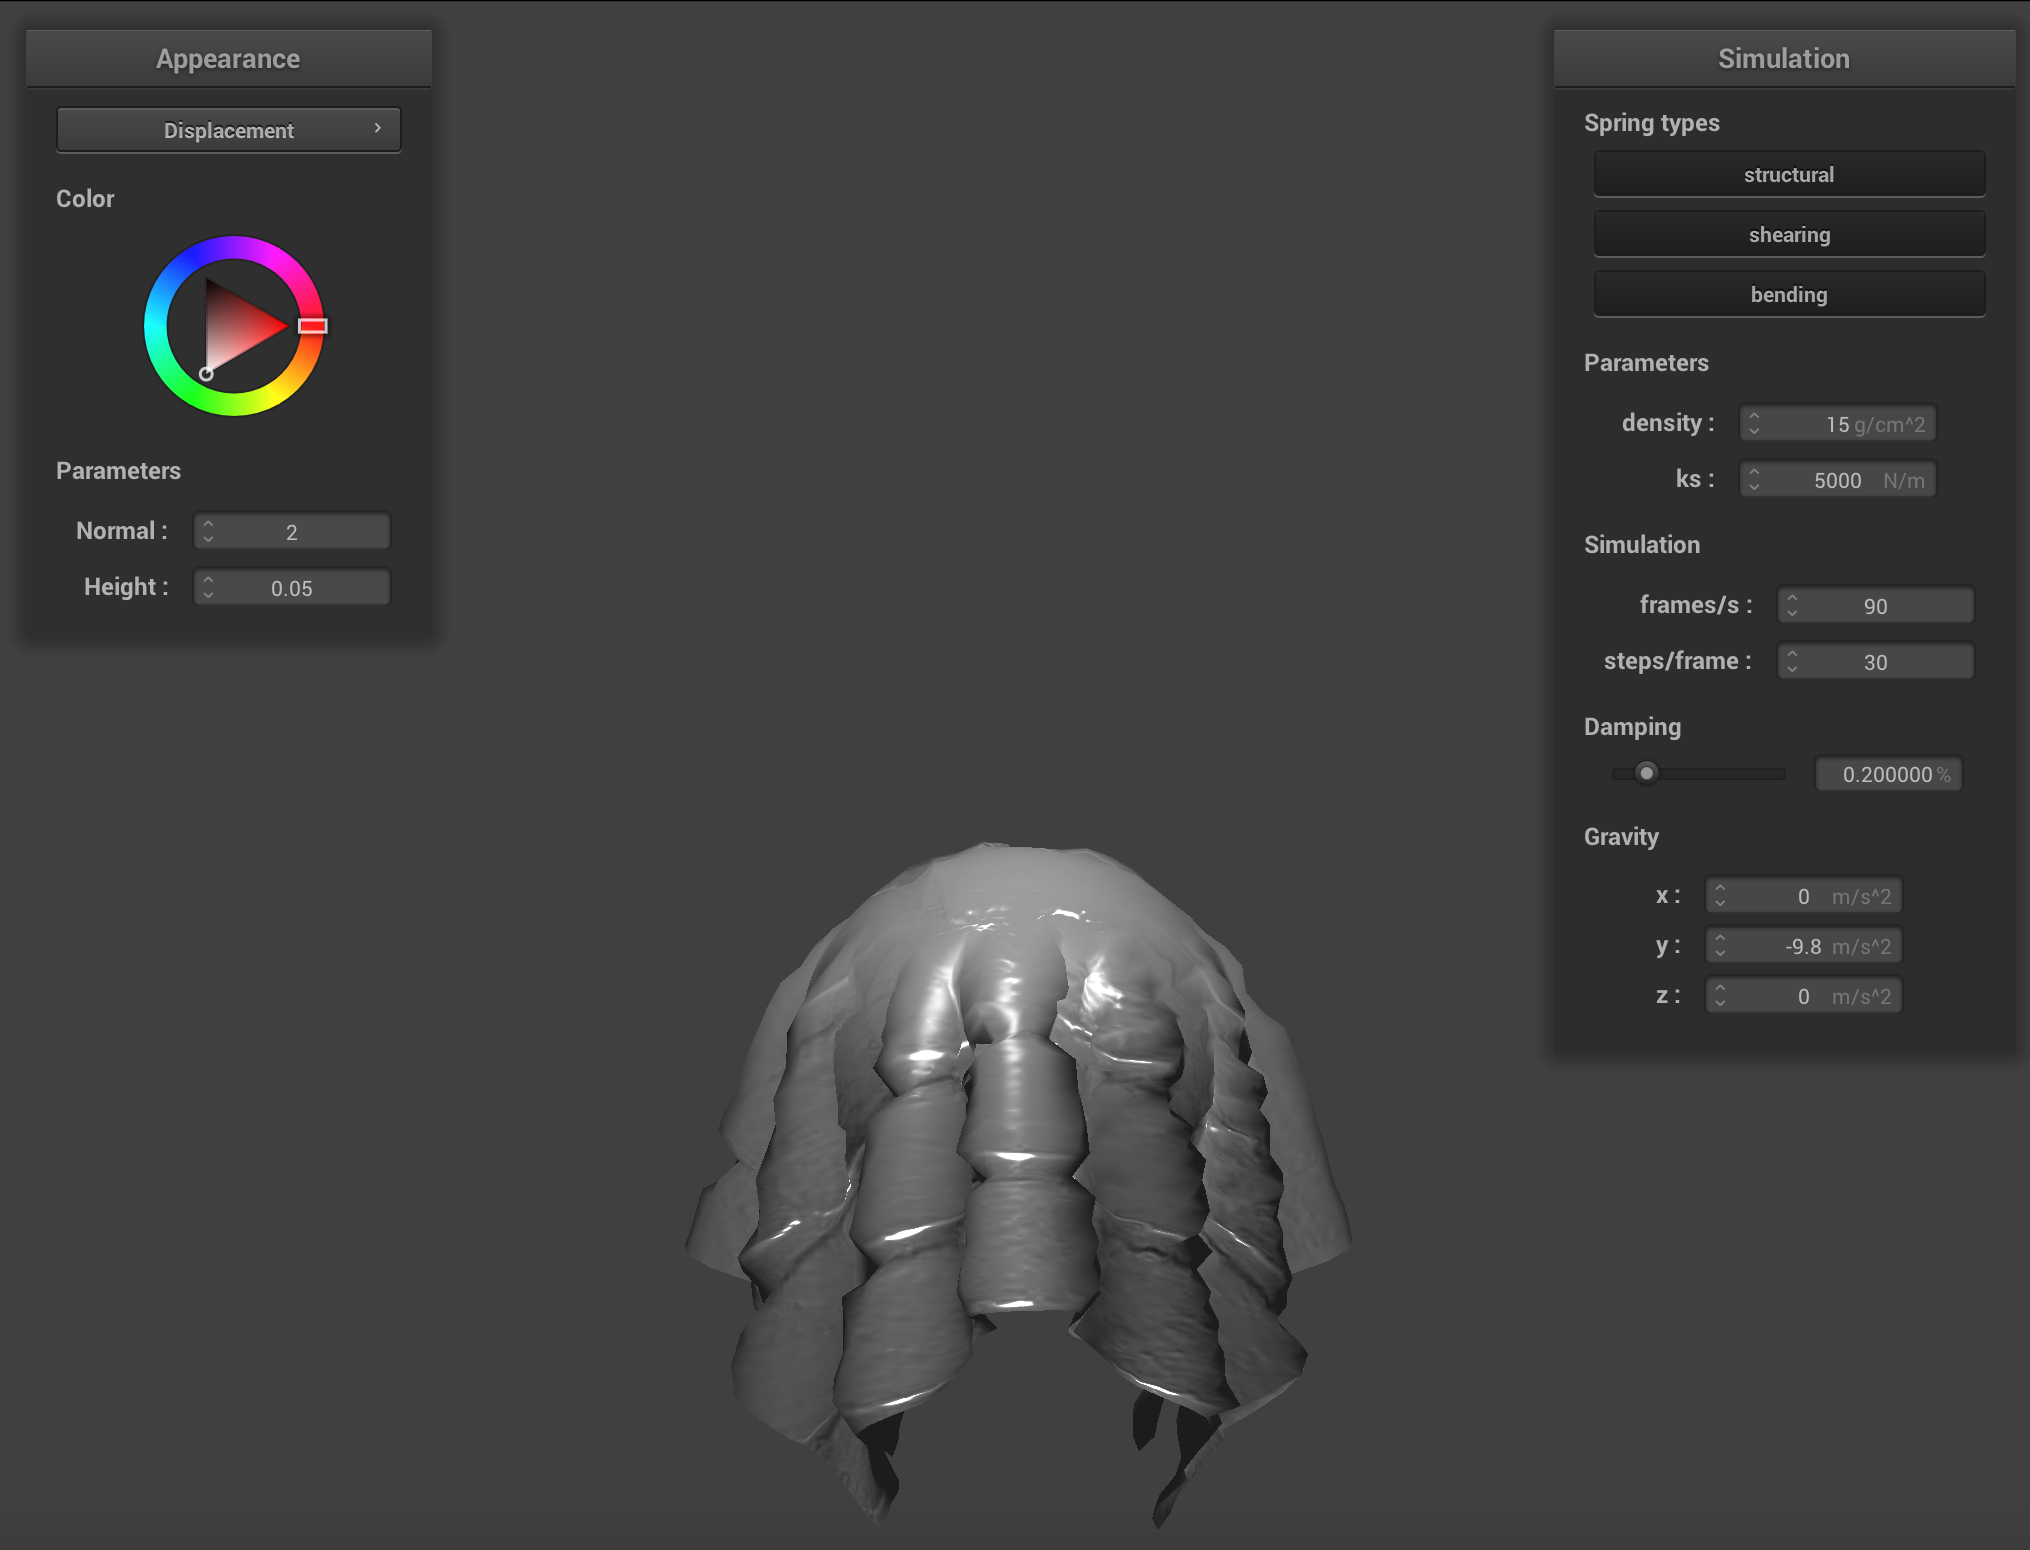 Appearance
Displacement
Color
Parameters
Normal : 2
Height : 0.05
Simulation
Spring types
structural
shearing
bending
Parameters
density : 15 g/cm^2
ks : 5000 N/m
Simulation
frames/s : 90
steps/frame : 30
Damping
0.200000 %
Gravity
x : 0 m/s^2
y : -9.8 m/s^2
z : 0 m/s^2